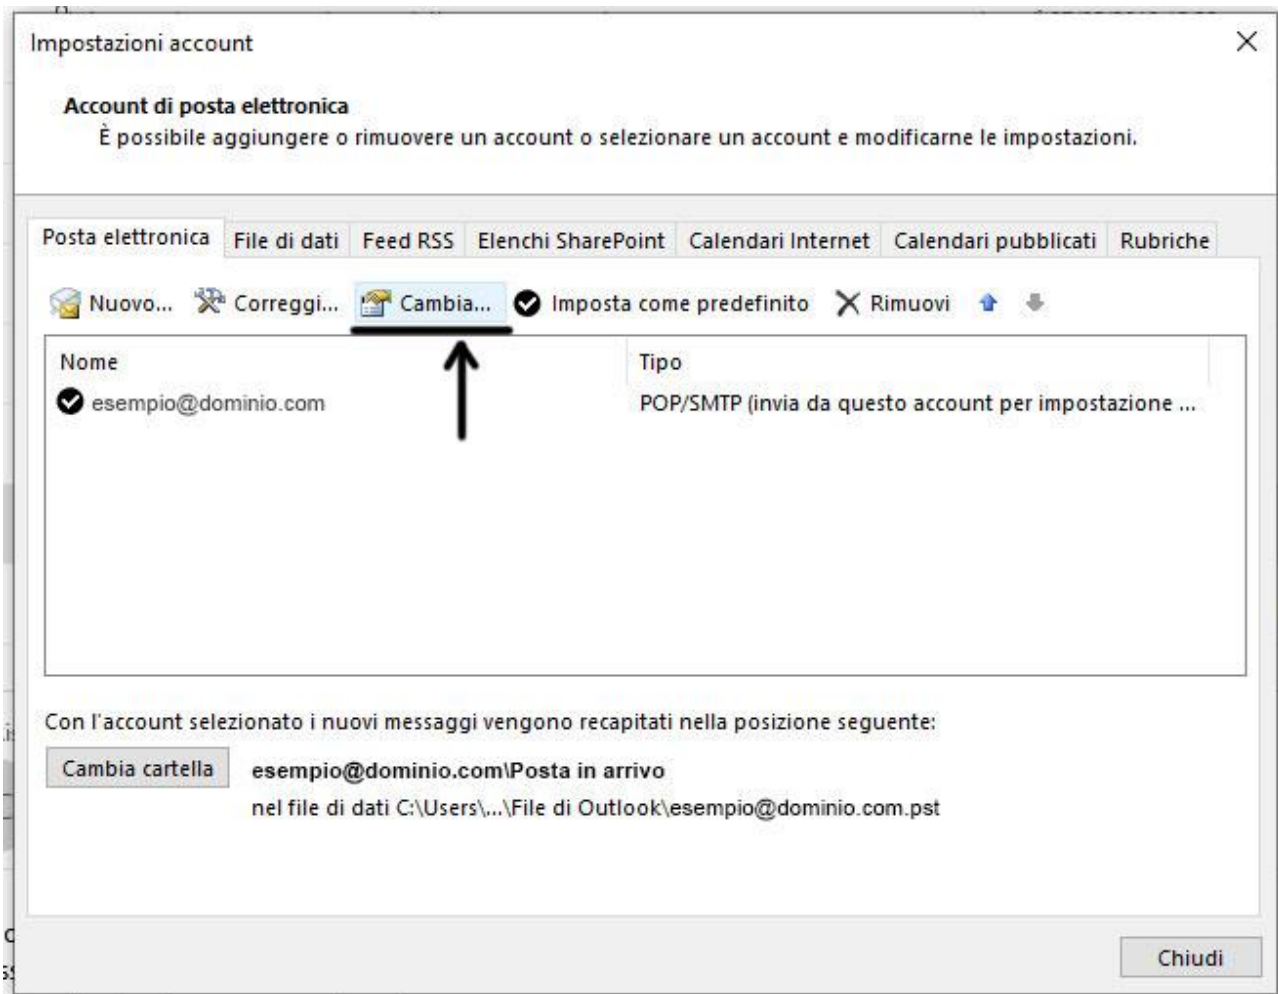 Impostazioni account
Account di posta elettronica
È possibile aggiungere o rimuovere un account o selezionare un account e modificarne le impostazioni.
Posta elettronica File di dati Feed RSS Elenchi SharePoint Calendari Internet Calendari pubblicati Rubriche
Nuovo... Correggi... Cambia... Imposta come predefinito Rimuovi
Nome Tipo
esempio@dominio.com POP/SMTP (invia da questo account per impostazione ...
Con l'account selezionato i nuovi messaggi vengono recapitati nella posizione seguente:
Cambia cartella esempio@dominio.com\Posta in arrivo
nel file di dati C:\Users\...\File di Outlook\esempio@dominio.com.pst
Chiudi